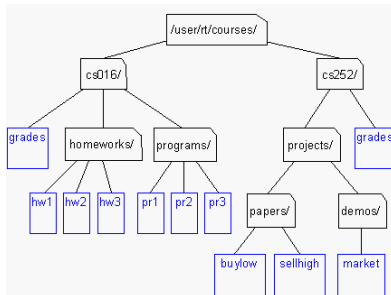 /user/rt/courses/
cs016/ cs252/
grades homeworks/ programs/ projects/ grades
hw1 hw2 hw3 pr1 pr2 pr3 papers/ demos/
buylow sellhigh market